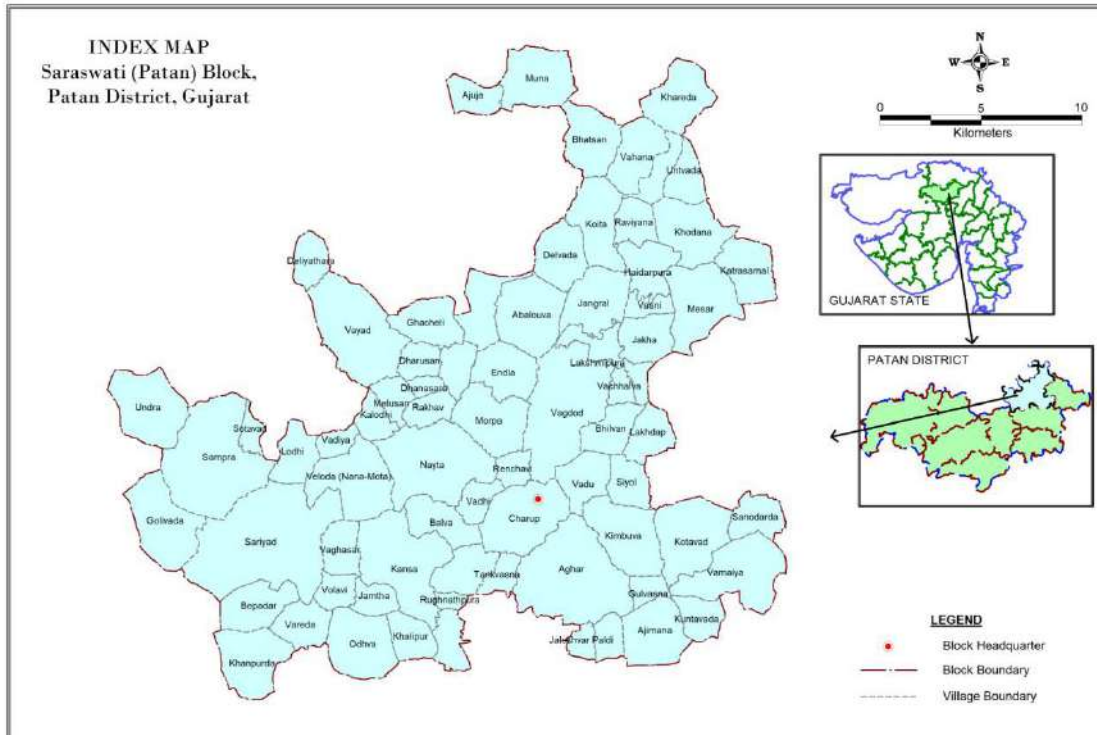 INDEX MAP
Saraswati (Patan) Block,
Patan District, Gujarat
N
W E
S
0 5 10
Kilometers
GUJARAT STATE
PATAN DISTRICT
Muna
Ajuja
Khareda
Bhatsan
Vahana
Untvada
Koita
Raviyana
Khodana
Delvada
Haidarpura
Katrasamal
Deliyathara
Abalouva
Jangral
Vasni
Mesar
Vayad
Ghacheli
Jakha
Dharusan
Endla
Lakshmipura
Dhanasara
Vachhalva
Undra
Melusan
Rakhav
Kalodhi
Morpa
Vagdod
Sotavad
Vadiya
Bhilvan
Lakhdap
Sampra
Lodhi
Nayta
Renchavi
Veloda (Nana-Mota)
Vadu
Siyol
Golivada
Vadhi
Charup
Sanodarda
Balva
Kimbuva
Kotavad
Sariyad
Vaghasar
Kansa
Tankvasna
Aghar
Vamaiya
Volavi
Jamtha
Rughnathpura
Gulvasna
Bepadar
Vareda
Kuntavada
Odhva
Khalipur
Jaleshvar Paldi
Ajimana
Khanpurda
LEGEND
Block Headquarter
Block Boundary
Village Boundary